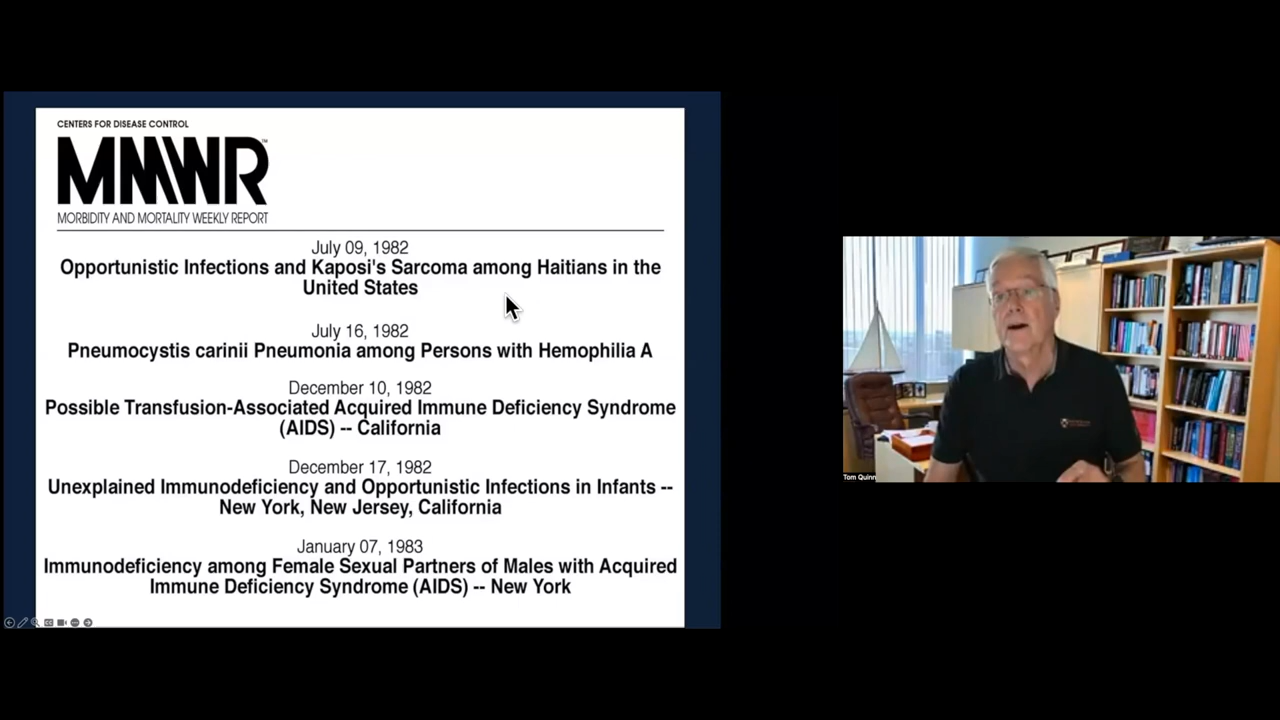 CENTERS FOR DISEASE CONTROL
MMWR™
MORBIDITY AND MORTALITY WEEKLY REPORT
July 09, 1982
Opportunistic Infections and Kaposi's Sarcoma among Haitians in the
United States
July 16, 1982
Pneumocystis carinii Pneumonia among Persons with Hemophilia A
December 10, 1982
Possible Transfusion-Associated Acquired Immune Deficiency Syndrome
(AIDS) -- California
December 17, 1982
Unexplained Immunodeficiency and Opportunistic Infections in Infants --
New York, New Jersey, California
January 07, 1983
Immunodeficiency among Female Sexual Partners of Males with Acquired
Immune Deficiency Syndrome (AIDS) -- New York
Tom Quinn